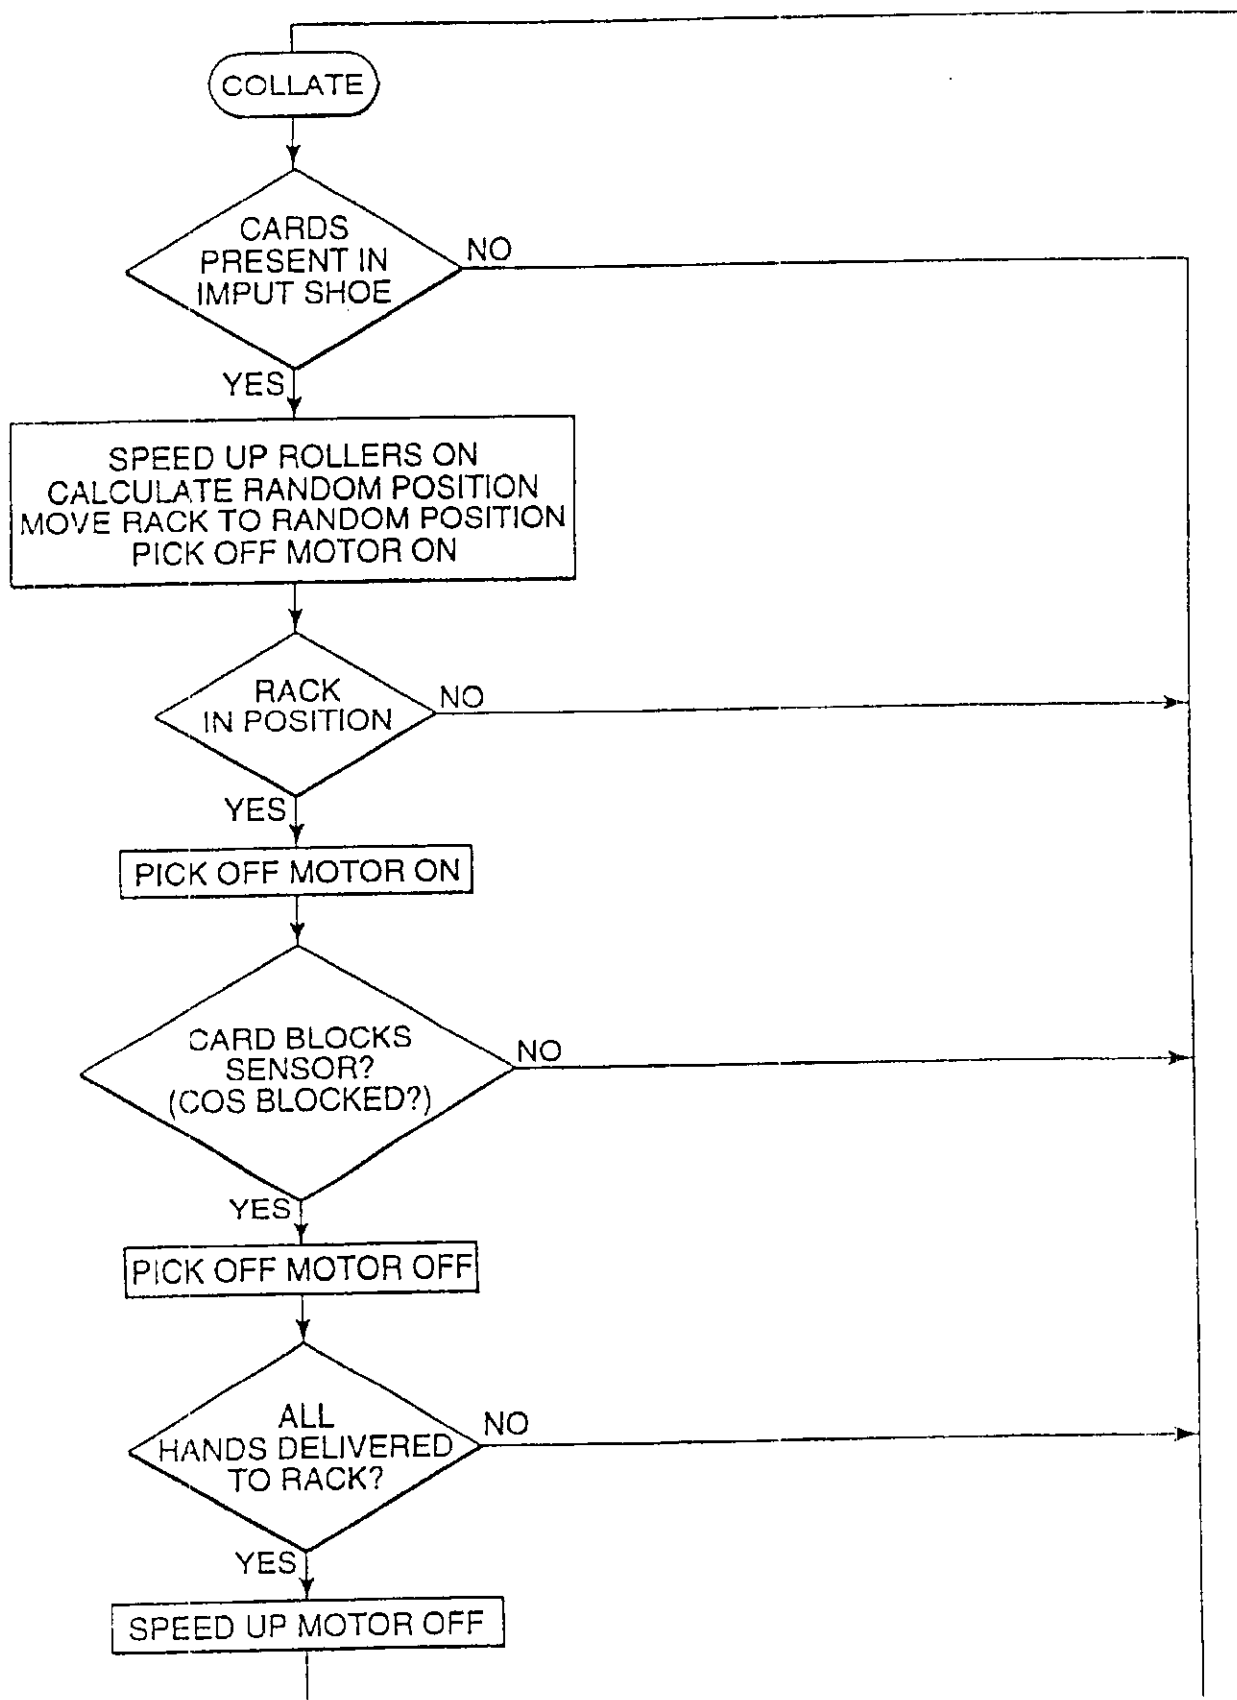 COLLATE
CARDS
PRESENT IN
IMPUT SHOE
NO
YES
SPEED UP ROLLERS ON
CALCULATE RANDOM POSITION
MOVE RACK TO RANDOM POSITION
PICK OFF MOTOR ON
RACK
IN POSITION
NO
YES
PICK OFF MOTOR ON
CARD BLOCKS
SENSOR?
(COS BLOCKED?)
NO
YES
PICK OFF MOTOR OFF
ALL
HANDS DELIVERED
TO RACK?
NO
YES
SPEED UP MOTOR OFF